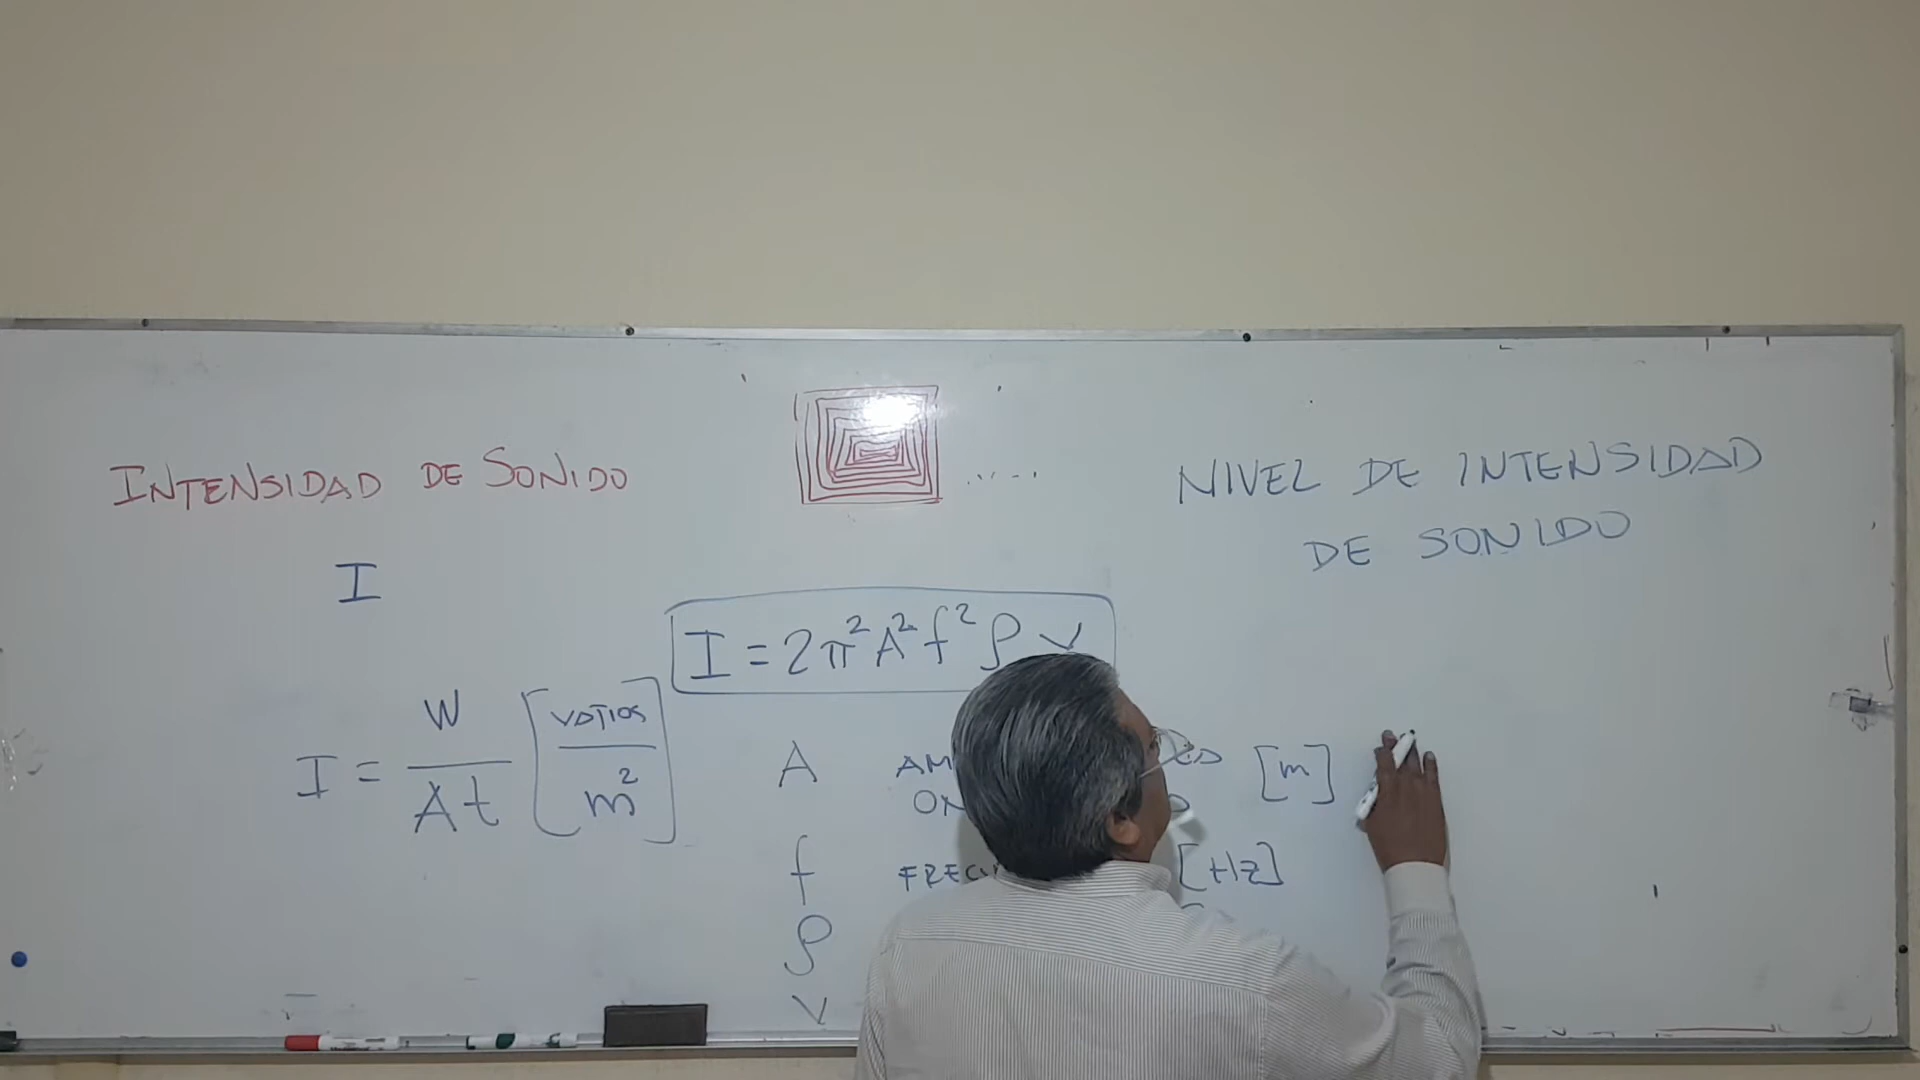 INTENSIDAD DE SONIDO
I
I = W / At [VATIOS / m²]
I = 2π²A²f²ρ v
A [m]
f [Hz]
ρ
v
NIVEL DE INTENSIDAD
DE SONIDO